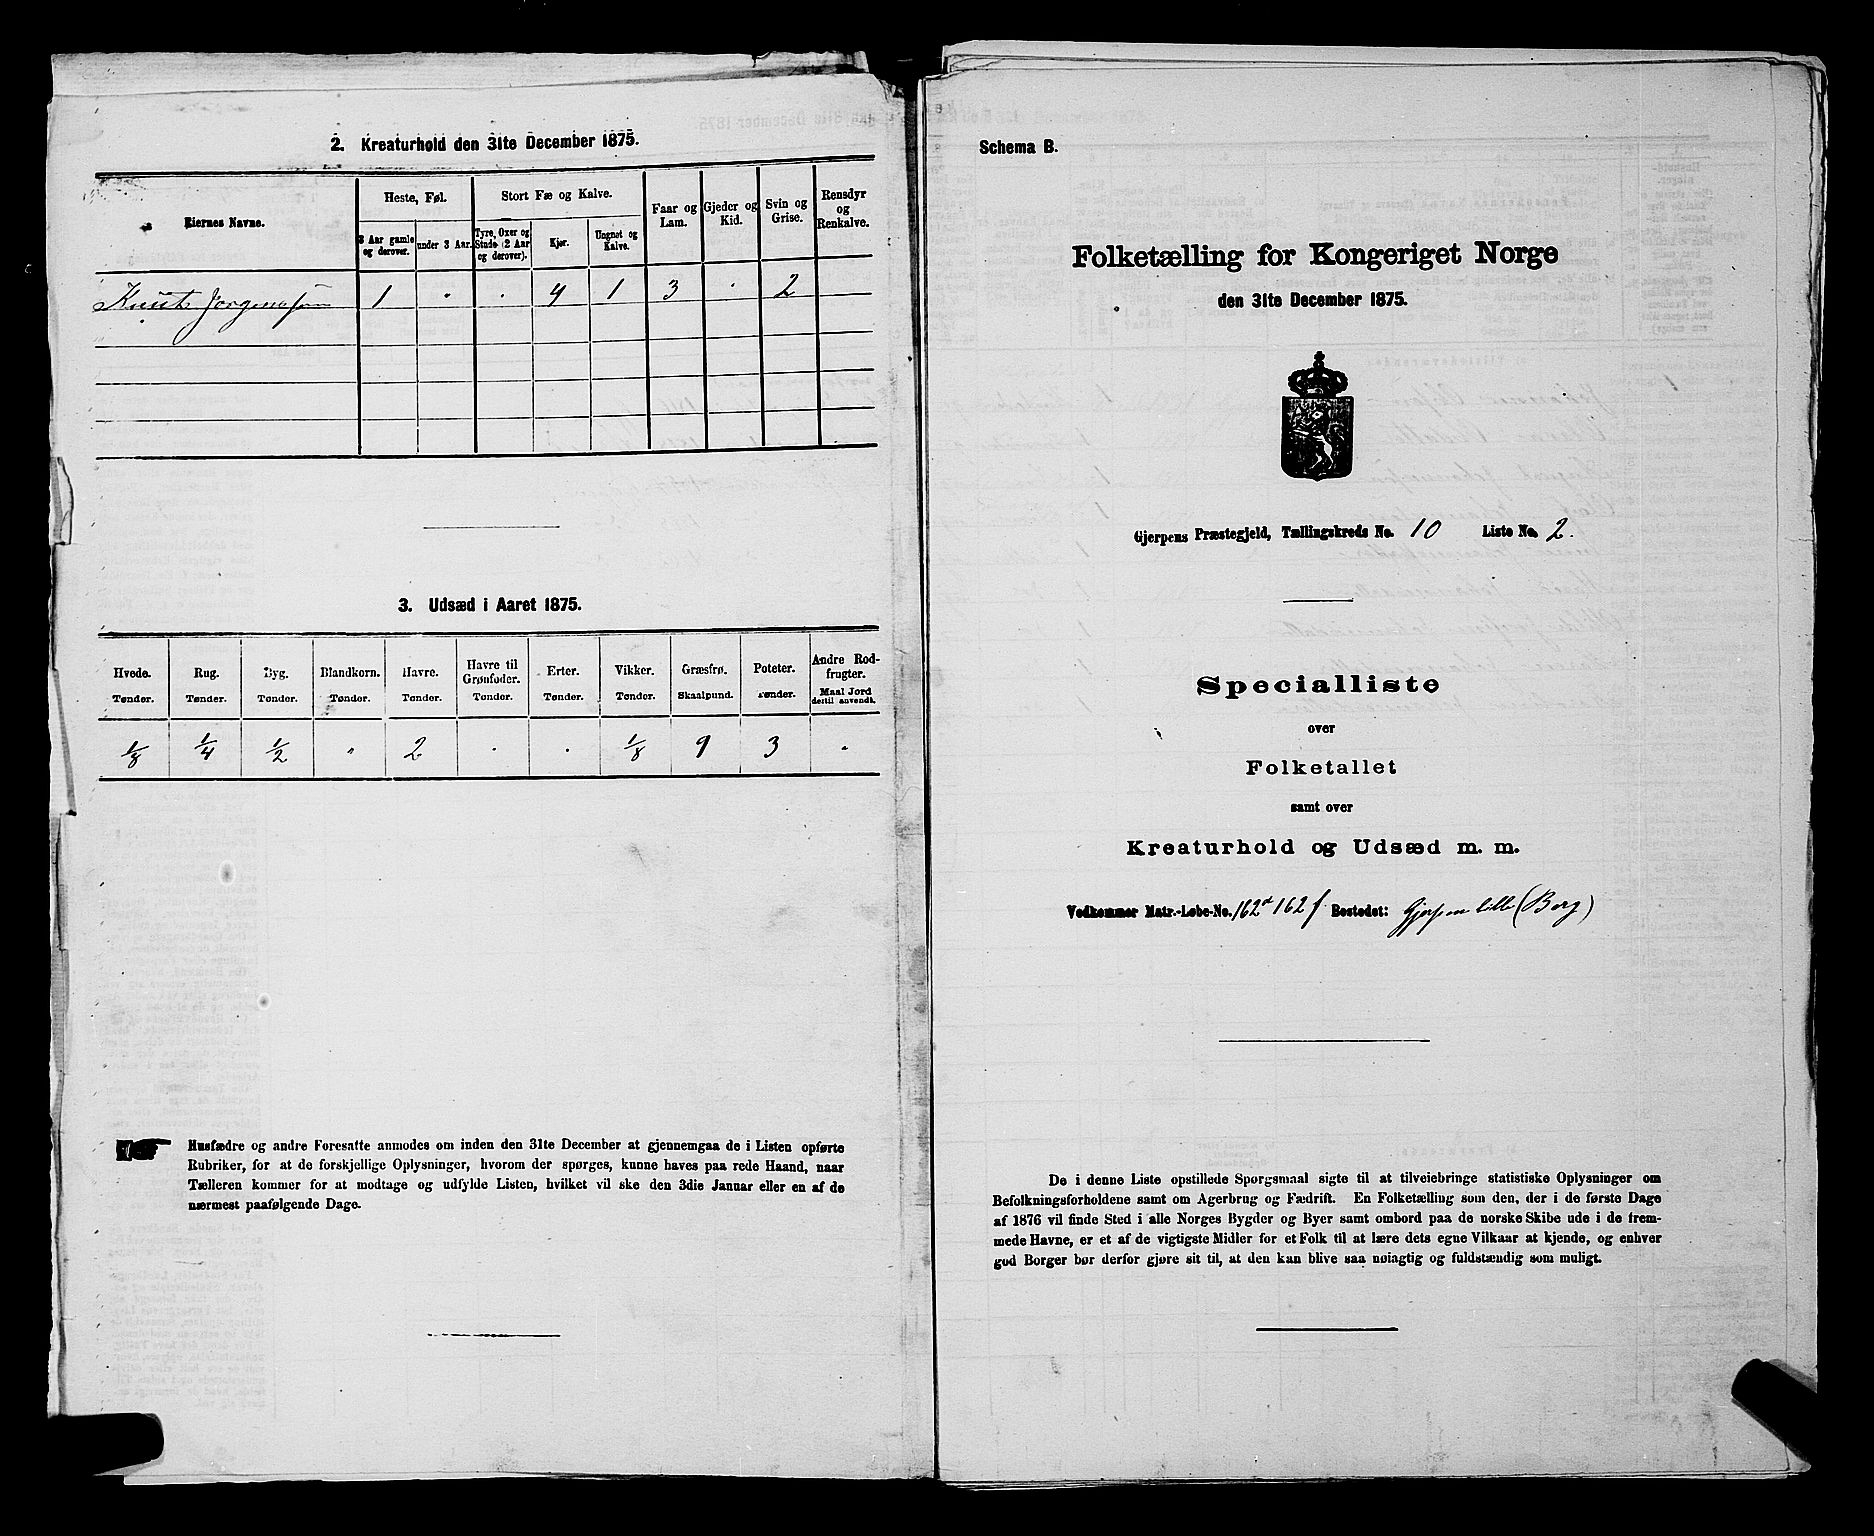 2. Kreaturhold den 31te December 1875.
Eiernes Navne.
Heste, Føl.
Stort Fæ og Kalve.
Faar og Lam.
Gjeder og Kid.
Svin og Grise.
Rensdyr og Renkalve.
3 Aar gamle og derover.
under 3 Aar.
Tyre, Oxer og Stude (2 Aar og derover).
Kjør.
Ungnøt og Kalve.
Knut Jørgensøn 1 " . 4 1 3 . 2
3. Udsæd i Aaret 1875.
Hvede. Rug. Byg. Blandkorn. Havre. Havre til Grønfoder. Erter. Vikker. Græsfrø. Poteter. Andre Rodfrugter.
Tønder. Tønder. Tønder. Tønder. Tønder. Tønder. Tønder. Tønder. Skaalpund. Tønder. Maal Jord dertil anvendt.
1/8 1/4 1/2 " 2 . . 1/8 9 3 "
Husfædre og andre Foresatte anmodes om inden den 31te December at gjennemgaa de i Listen opførte
Rubriker, for at de forskjellige Oplysninger, hvorom der spørges, kunne haves paa rede Haand, naar
Tælleren kommer for at modtage og udfylde Listen, hvilket vil ske den 3die Januar eller en af de
nærmest paafølgende Dage.
Schema B.
Folketælling for Kongeriget Norge
den 31te December 1875.
Gjerpens Præstegjeld, Tællingskreds No. 10 Liste No. 2.
Specialliste
over
Folketallet
samt over
Kreaturhold og Udsæd m. m.
Vedkommer Matr.-Løbe-No. 162d 162f Bostedet: Gjerpen lille (Borg)
De i denne Liste opstillede Spørgsmaal sigte til at tilveiebringe statistiske Oplysninger om
Befolkningsforholdene samt om Agerbrug og Fædrift. En Folketælling som den, der i de første Dage
af 1876 vil finde Sted i alle Norges Bygder og Byer samt ombord paa de norske Skibe ude i de frem-
mede Havne, er et af de vigtigste Midler for et Folk til at lære dets egne Vilkaar at kjende, og enhver
god Borger bør derfor gjøre sit til, at den kan blive saa nøiagtig og fuldstændig som muligt.